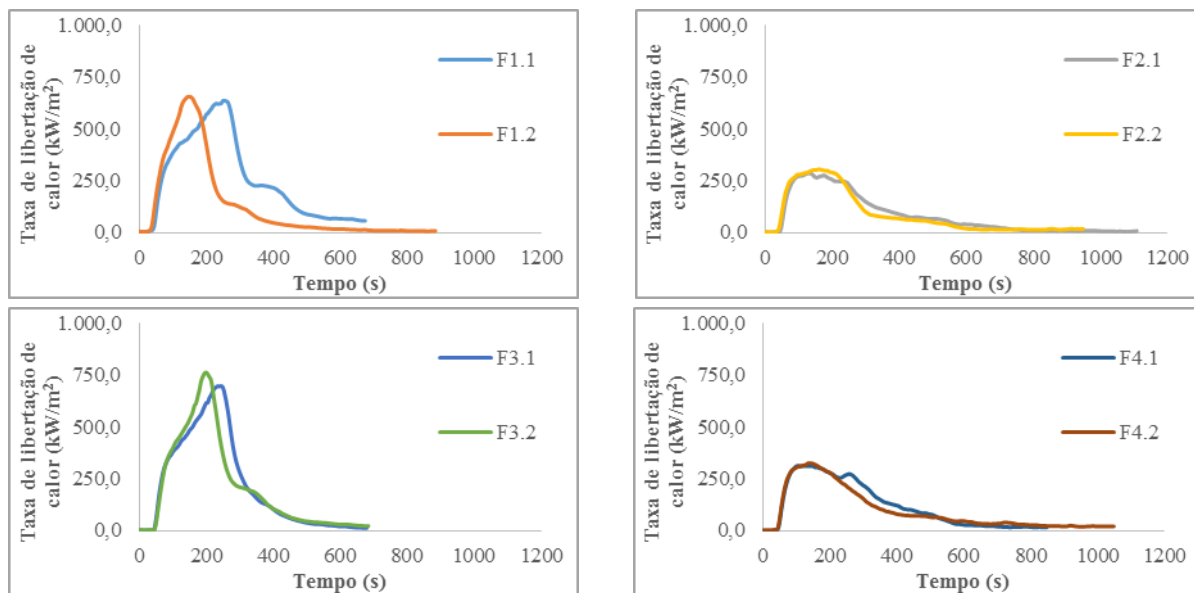 Taxa de libertação de
calor (kW/m²)
1.000,0
750,0
500,0
250,0
0,0
0 200 400 600 800 1000 1200
Tempo (s)
F1.1
F1.2
Taxa de libertação de
calor (kW/m²)
1.000,0
750,0
500,0
250,0
0,0
0 200 400 600 800 1000 1200
Tempo (s)
F2.1
F2.2
Taxa de libertação de
calor (kW/m²)
1.000,0
750,0
500,0
250,0
0,0
0 200 400 600 800 1000 1200
Tempo (s)
F3.1
F3.2
Taxa de libertação de
calor (kW/m²)
1.000,0
750,0
500,0
250,0
0,0
0 200 400 600 800 1000 1200
Tempo (s)
F4.1
F4.2